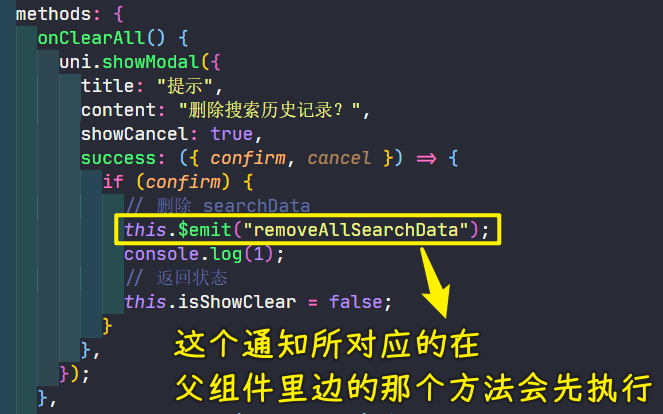 methods: {
onClearAll() {
uni.showModal({
title: "提示",
content: "删除搜索历史记录？",
showCancel: true,
success: ({ confirm, cancel }) => {
if (confirm) {
// 删除 searchData
this.$emit("removeAllSearchData");
console.log(1);
// 返回状态
this.isShowClear = false;
}
},
});
},
这个通知所对应的在
父组件里边的那个方法会先执行